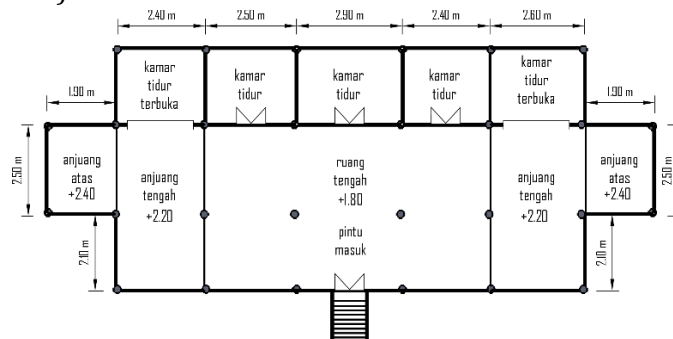 2.40 m 2.50 m 2.90 m 2.40 m 2.60 m
kamar
tidur
terbuka
kamar
tidur
kamar
tidur
kamar
tidur
kamar
tidur
terbuka
1.90 m
1.90 m
2.50 m
anjuang
atas
+2.40
anjuang
tengah
+2.20
ruang
tengah
+1.80
anjuang
tengah
+2.20
anjuang
atas
+2.40
2.50 m
2.10 m
pintu
masuk
2.10 m